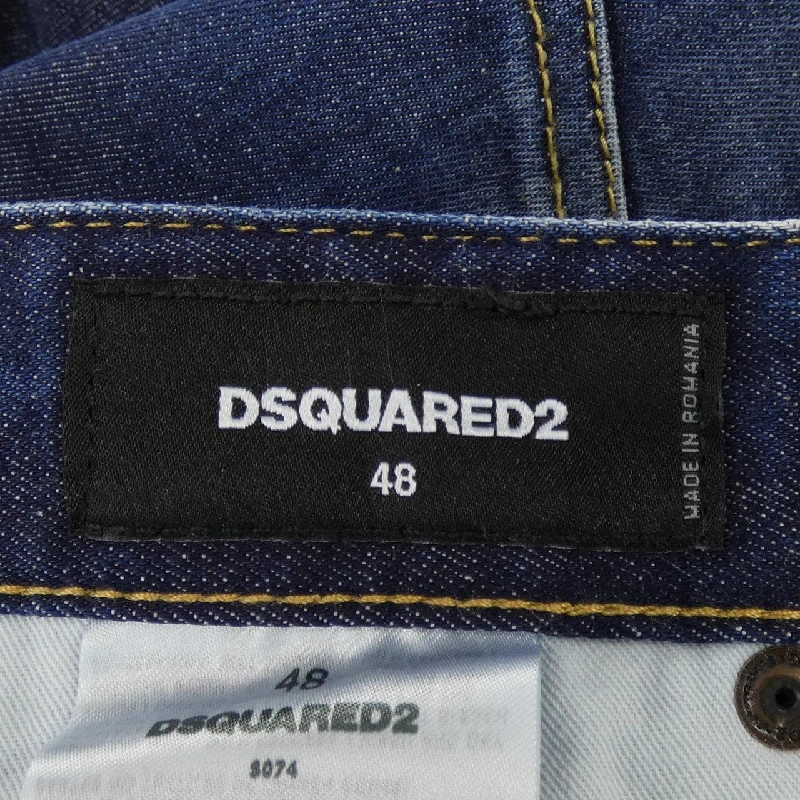 DSQUARED2
48
MADE IN ROMANIA
48
DSQUARED2
S074